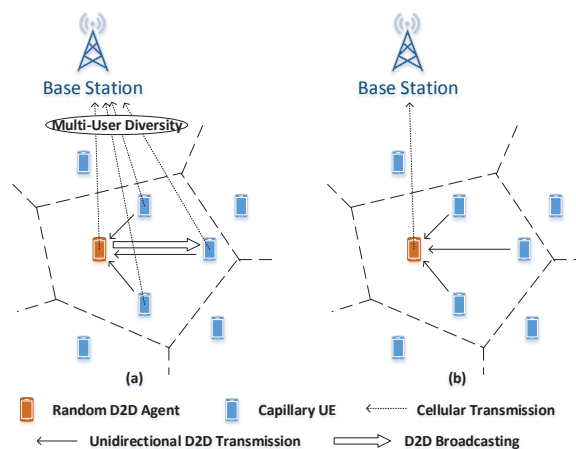 Base Station
Base Station
Multi-User Diversity
(a)
(b)
Random D2D Agent
Capillary UE
Cellular Transmission
Unidirectional D2D Transmission
D2D Broadcasting